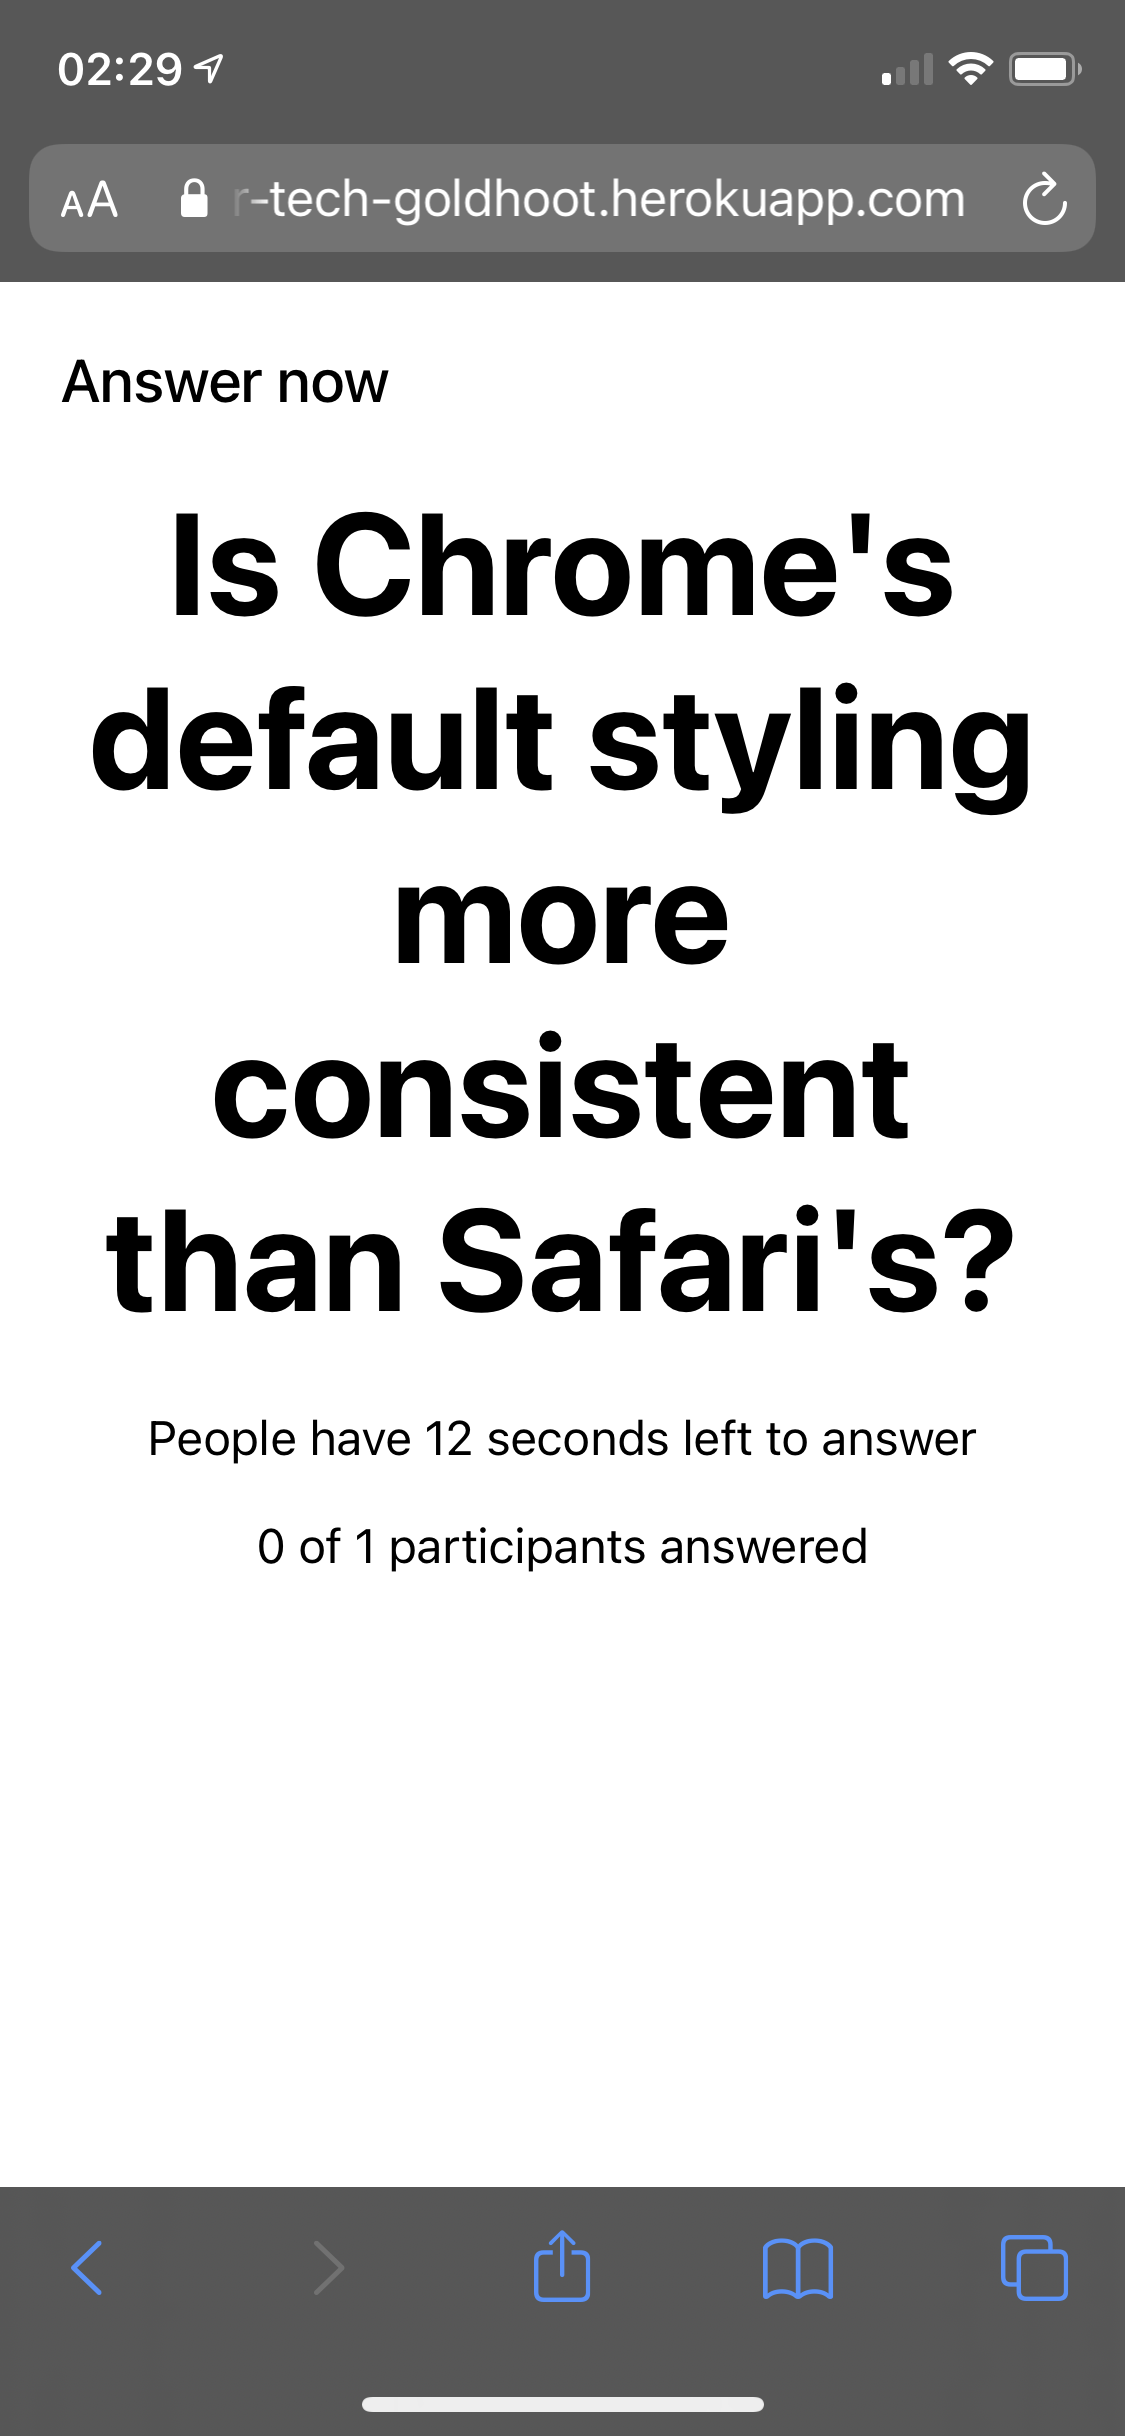 02:29
AA r-tech-goldhoot.herokuapp.com
Answer now
Is Chrome's
default styling
more
consistent
than Safari's?
People have 12 seconds left to answer
0 of 1 participants answered